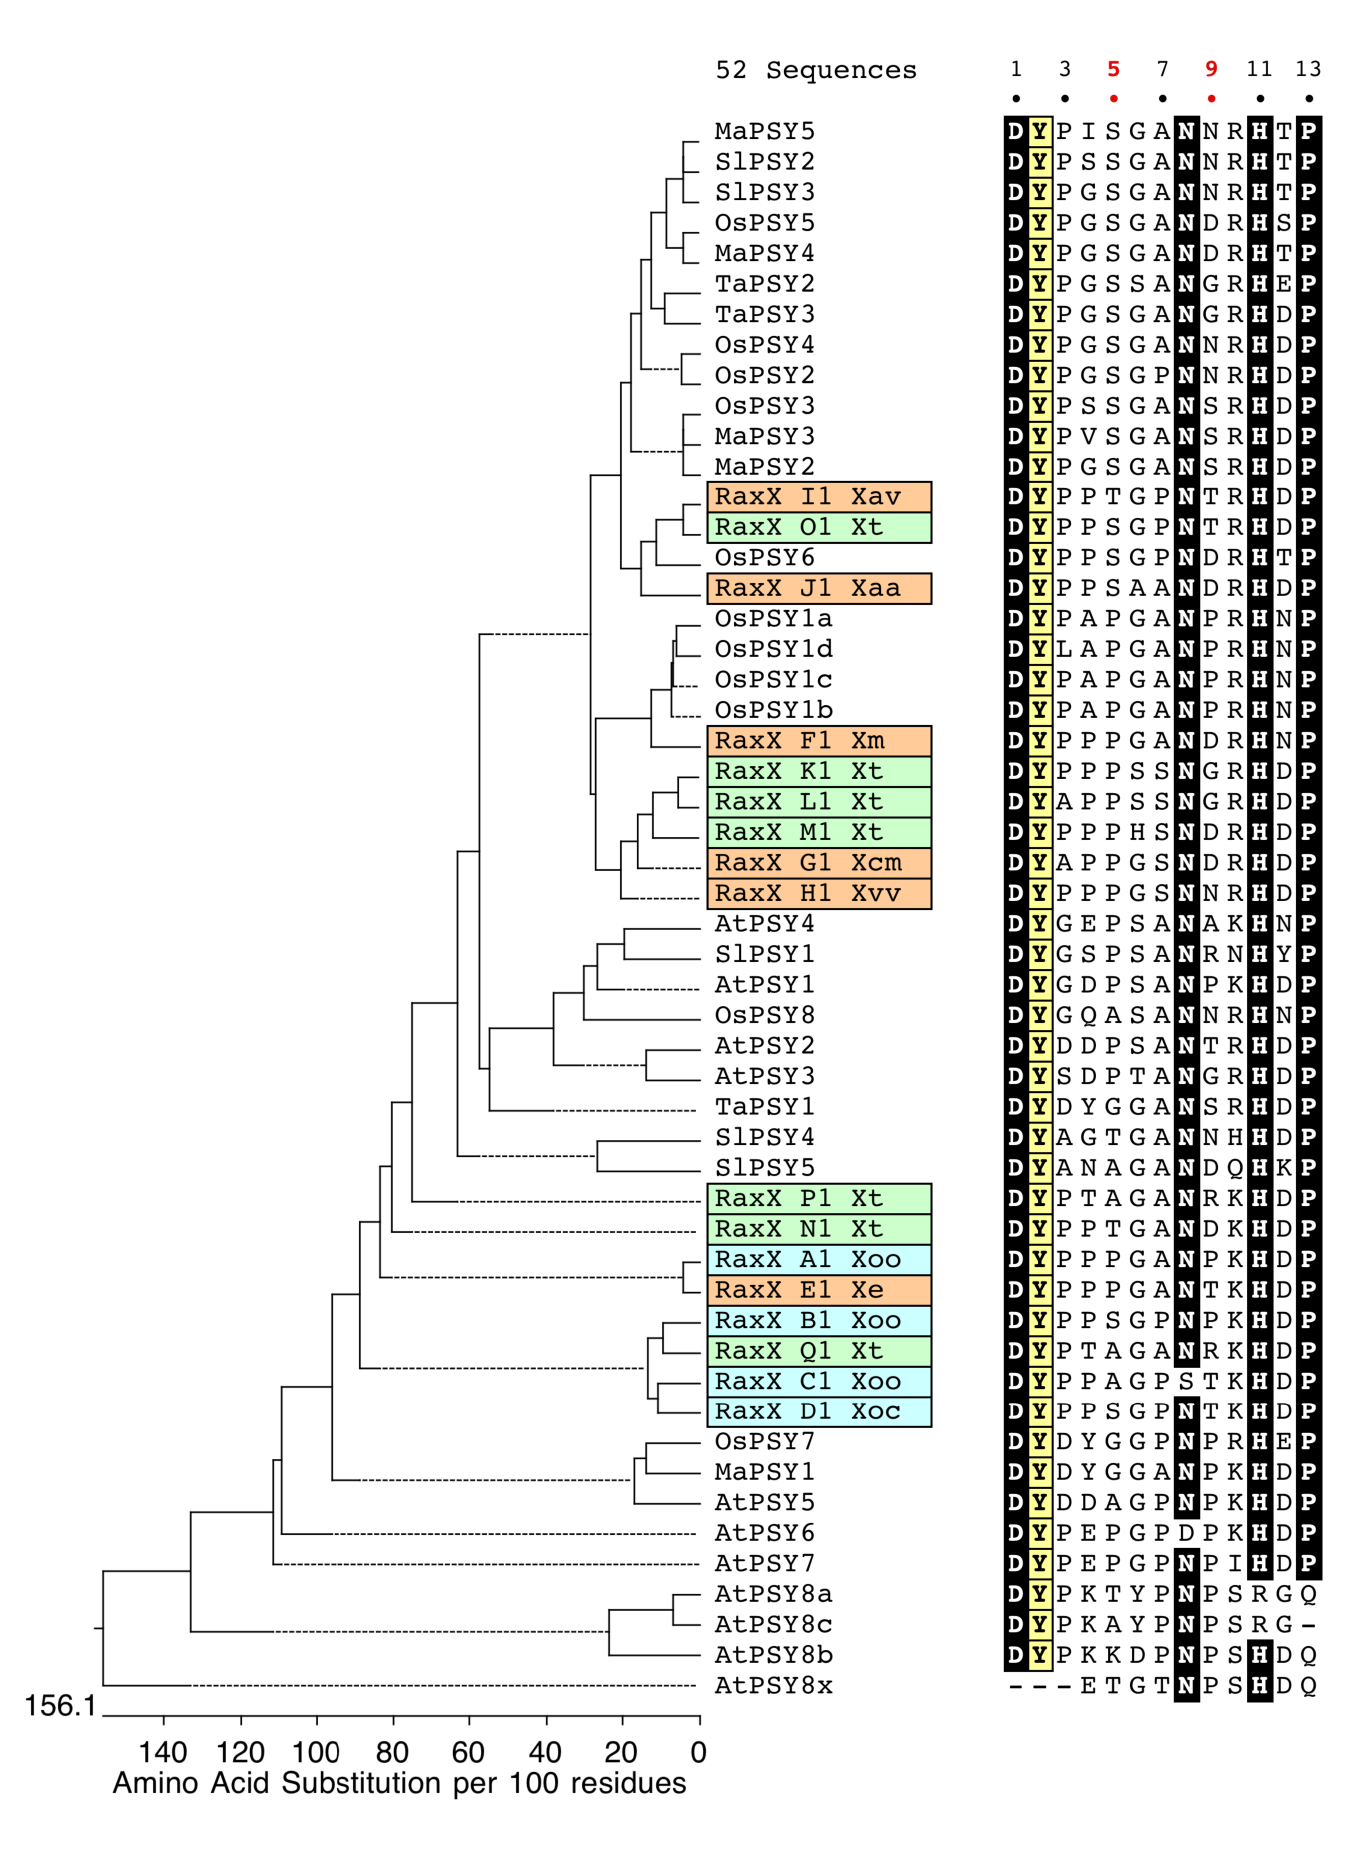 52 Sequences 1 3 5 7 9 11 13
MaPSY5 DYPISGANNRHTP
SlPSY2 DYPSSGANNRHTP
SlPSY3 DYPGSGANNRHTP
OsPSY5 DYPGSGANDRHSP
MaPSY4 DYPGSGANDRHTP
TaPSY2 DYPGSSANGRHEP
TaPSY3 DYPGSGANGRHDP
OsPSY4 DYPGSGANNRHDP
OsPSY2 DYPGSGPNNRHDP
OsPSY3 DYPSSGANSRHDP
MaPSY3 DYPVSGANSRHDP
MaPSY2 DYPGSGANSRHDP
RaxX I1 Xav DYPPTGPNTRHDP
RaxX O1 Xt DYPPSGPNTRHDP
OsPSY6 DYPPSGPNDRHTP
RaxX J1 Xaa DYPPSAANDRHDP
OsPSY1a DYPAPGANPRHNP
OsPSY1d DYLAPGANPRHNP
OsPSY1c DYPAPGANPRHNP
OsPSY1b DYPAPGANPRHNP
RaxX F1 Xm DYPPPGANDRHNP
RaxX K1 Xt DYPPPSSNGRHDP
RaxX L1 Xt DYAPPSSNGRHDP
RaxX M1 Xt DYPPPHSNDRHDP
RaxX G1 Xcm DYAPPGSNDRHDP
RaxX H1 Xvv DYPPPGSNNRHDP
AtPSY4 DYGEPSANAKHNP
SlPSY1 DYGSPSANRNHYP
AtPSY1 DYGDPSANPKHDP
OsPSY8 DYGQASANNRHNP
AtPSY2 DYDDPSANTRHDP
AtPSY3 DYSDPTANGRHDP
TaPSY1 DYDYGGANSRHDP
SlPSY4 DYAGTGANNHHDP
SlPSY5 DYANAGANDQHKP
RaxX P1 Xt DYPTAGANRKHDP
RaxX N1 Xt DYPPTGANDKHDP
RaxX A1 Xoo DYPPPGANPKHDP
RaxX E1 Xe DYPPPGANTKHDP
RaxX B1 Xoo DYPPSGPNPKHDP
RaxX Q1 Xt DYPTAGANRKHDP
RaxX C1 Xoo DYPPAGPSTKHDP
RaxX D1 Xoc DYPPSGPNTKHDP
OsPSY7 DYDYGGPNPRHEP
MaPSY1 DYDYGGANPKHDP
AtPSY5 DYDDAGPNPKHDP
AtPSY6 DYPEPGPDPKHDP
AtPSY7 DYPEPGPNPIHDP
AtPSY8a DYPKTYPNPSRGQ
AtPSY8c DYPKAYPNPSRG-
AtPSY8b DYPKKDPNPSHDQ
AtPSY8x ---ETGTNPSHDQ
156.1
140 120 100 80 60 40 20 0
Amino Acid Substitution per 100 residues